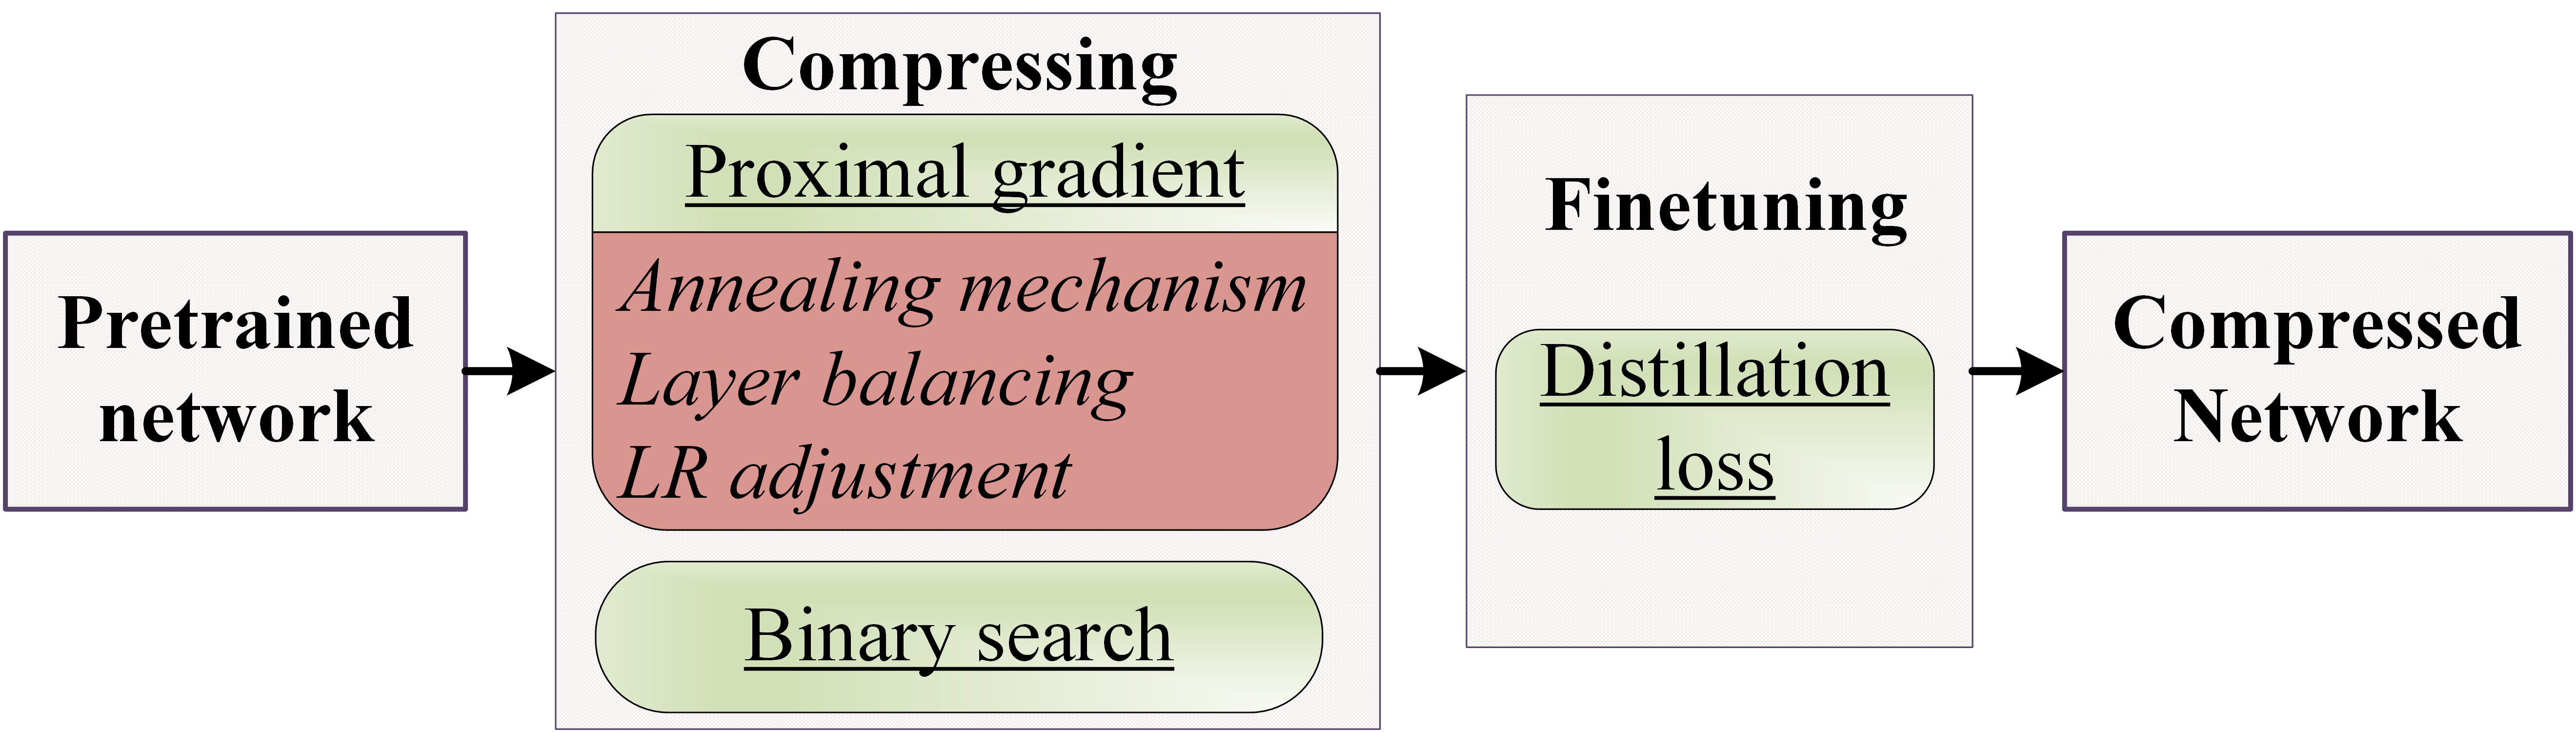 Pretrained
network
Compressing
Proximal gradient
Annealing mechanism
Layer balancing
LR adjustment
Binary search
Finetuning
Distillation
loss
Compressed
Network